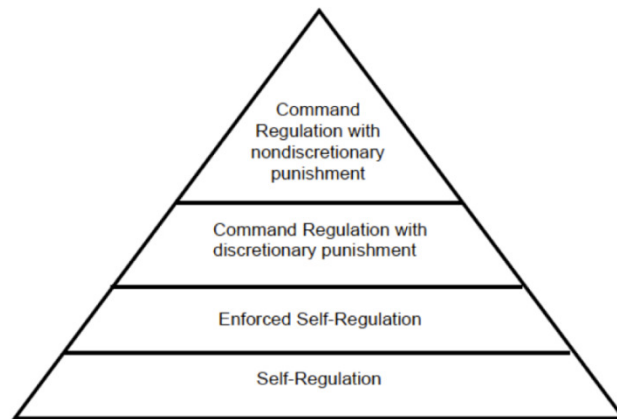 Command
Regulation with
nondiscretionary
punishment
Command Regulation with
discretionary punishment
Enforced Self-Regulation
Self-Regulation